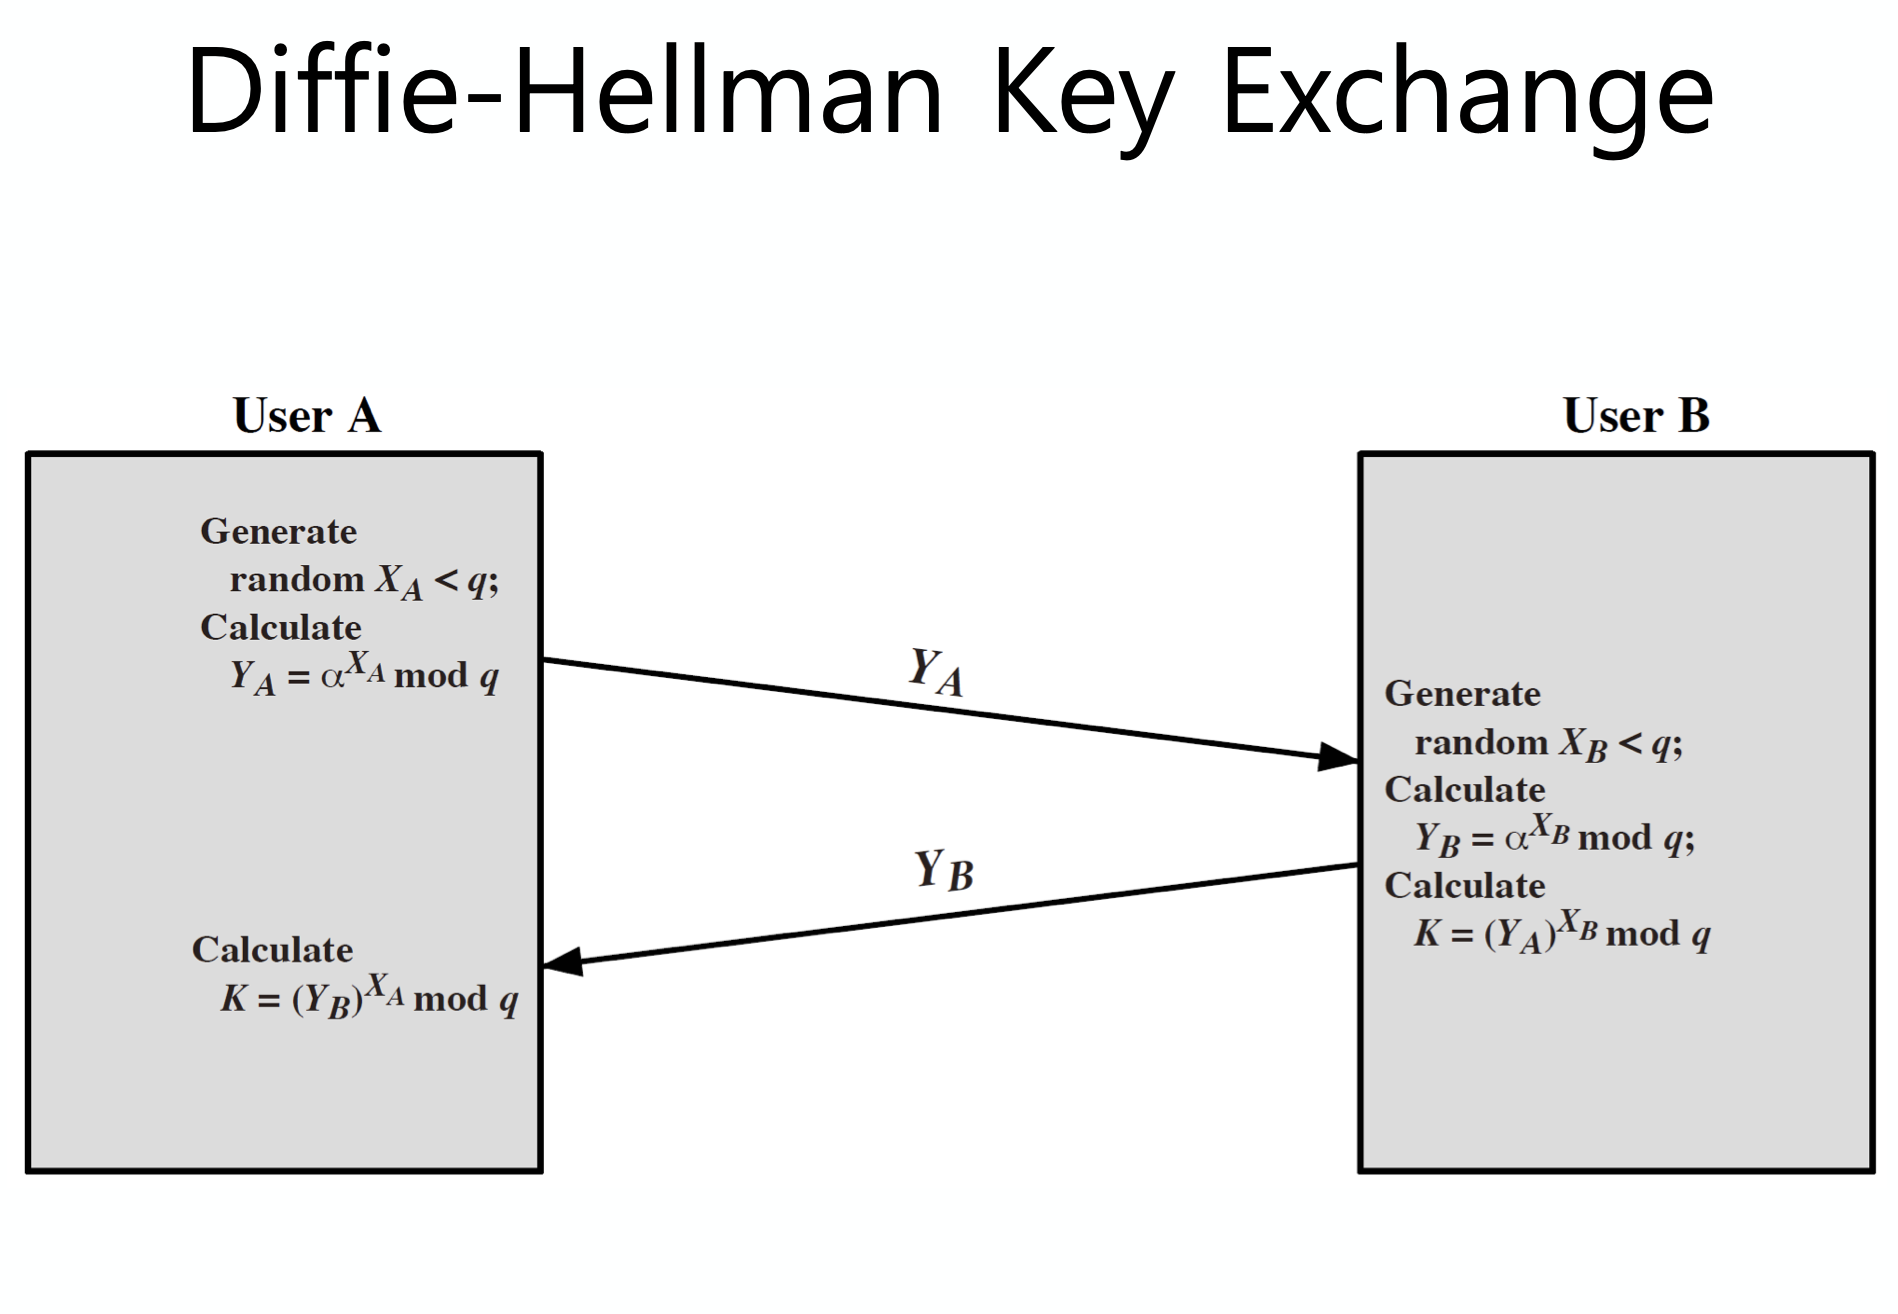 Diffie-Hellman Key Exchange
User A
Generate
random X_A < q;
Calculate
Y_A = α^{X_A} mod q
Calculate
K = (Y_B)^{X_A} mod q
Y_A
Y_B
User B
Generate
random X_B < q;
Calculate
Y_B = α^{X_B} mod q;
Calculate
K = (Y_A)^{X_B} mod q